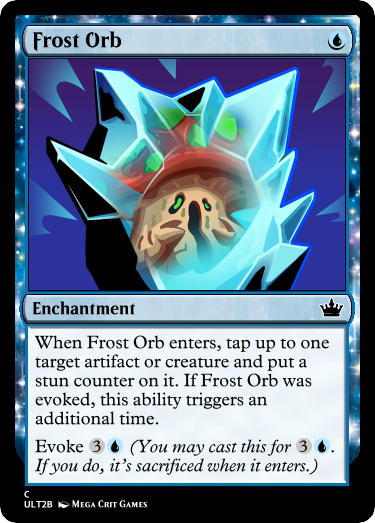 Frost Orb
Enchantment
When Frost Orb enters, tap up to one
target artifact or creature and put a
stun counter on it. If Frost Orb was
evoked, this ability triggers an
additional time.
Evoke 3 (You may cast this for 3 .
If you do, it's sacrificed when it enters.)
C
ULT2B Mega Crit Games